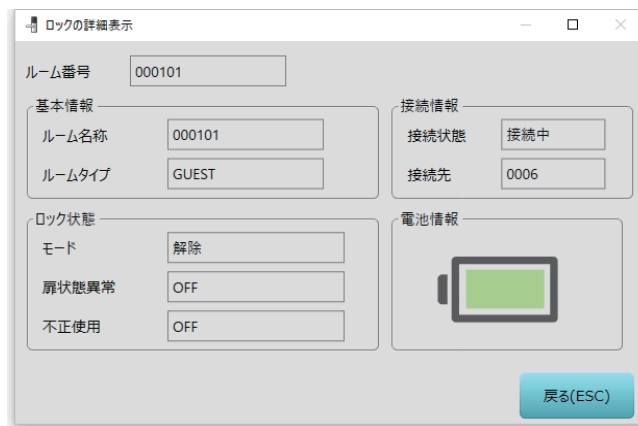 ロックの詳細表示
ルーム番号 000101
基本情報
ルーム名称 000101
ルームタイプ GUEST
接続情報
接続状態 接続中
接続先 0006
ロック状態
モード 解除
扉状態異常 OFF
不正使用 OFF
電池情報
戻る(ESC)